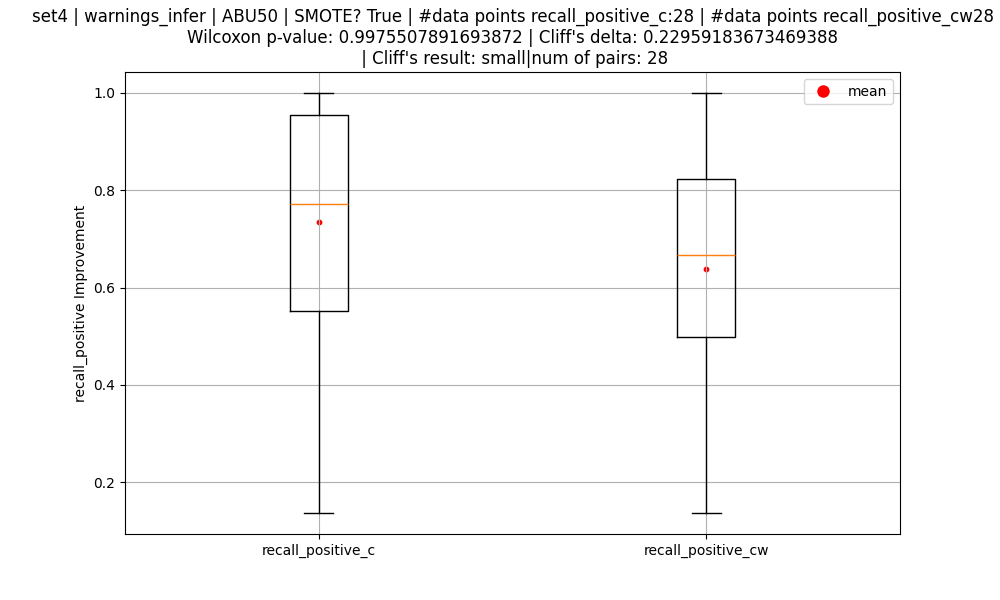 set4 | warnings_infer | ABU50 | SMOTE? True | #data points recall_positive_c:28 | #data points recall_positive_cw28
Wilcoxon p-value: 0.9975507891693872 | Cliff's delta: 0.22959183673469388
| Cliff's result: small|num of pairs: 28
mean
1.0
0.8
0.6
0.4
0.2
recall_positive Improvement
recall_positive_c
recall_positive_cw